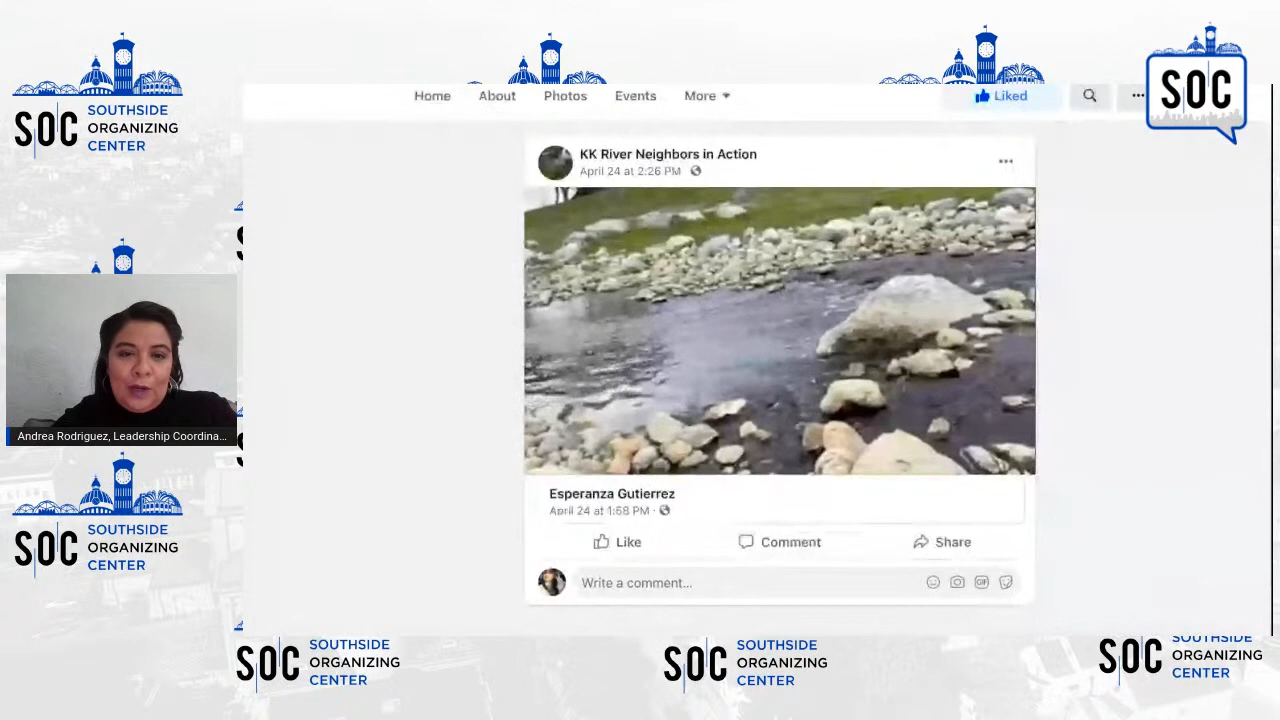 SOC
SOUTHSIDE
ORGANIZING
CENTER
Home
About
Photos
Events
More
Liked
SOC
KK River Neighbors in Action
April 24 at 2:26 PM
Andrea Rodriguez, Leadership Coordina...
Esperanza Gutierrez
April 24 at 1:58 PM
Like
Comment
Share
Write a comment...
GIF
SOC
SOUTHSIDE
ORGANIZING
CENTER
SOC
SOUTHSIDE
ORGANIZING
CENTER
SOC
SOUTHSIDE
ORGANIZING
CENTER
SOC
SOUTHSIDE
ORGANIZING
CENTER